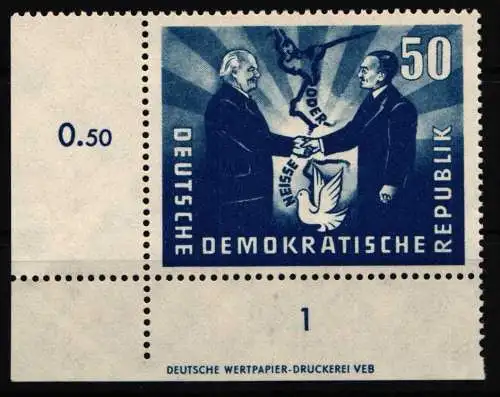 50
ODER
0.50
NEISSE
DEUTSCHE
DEMOKRATISCHE
REPUBLIK
1
DEUTSCHE WERTPAPIER-DRUCKEREI VEB